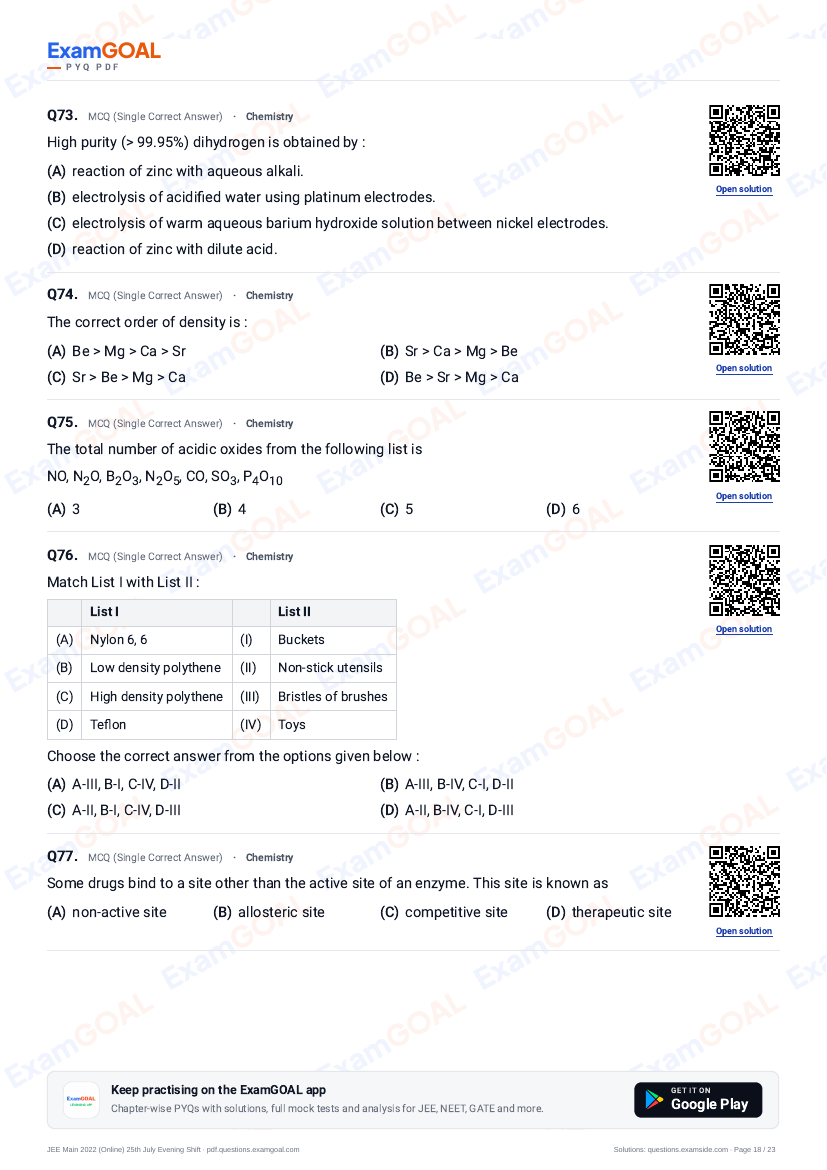 ExamGOAL
PYQ PDF
Q73. MCQ (Single Correct Answer) · Chemistry
High purity (> 99.95%) dihydrogen is obtained by :
(A) reaction of zinc with aqueous alkali.
(B) electrolysis of acidified water using platinum electrodes.
(C) electrolysis of warm aqueous barium hydroxide solution between nickel electrodes.
(D) reaction of zinc with dilute acid.
Open solution
Q74. MCQ (Single Correct Answer) · Chemistry
The correct order of density is :
(A) Be > Mg > Ca > Sr (B) Sr > Ca > Mg > Be
(C) Sr > Be > Mg > Ca (D) Be > Sr > Mg > Ca
Open solution
Q75. MCQ (Single Correct Answer) · Chemistry
The total number of acidic oxides from the following list is
NO, N2O, B2O3, N2O5, CO, SO3, P4O10
(A) 3 (B) 4 (C) 5 (D) 6
Open solution
Q76. MCQ (Single Correct Answer) · Chemistry
Match List I with List II :
List I List II
(A) Nylon 6, 6 (I) Buckets
(B) Low density polythene (II) Non-stick utensils
(C) High density polythene (III) Bristles of brushes
(D) Teflon (IV) Toys
Choose the correct answer from the options given below :
(A) A-III, B-I, C-IV, D-II (B) A-III, B-IV, C-I, D-II
(C) A-II, B-I, C-IV, D-III (D) A-II, B-IV, C-I, D-III
Open solution
Q77. MCQ (Single Correct Answer) · Chemistry
Some drugs bind to a site other than the active site of an enzyme. This site is known as
(A) non-active site (B) allosteric site (C) competitive site (D) therapeutic site
Open solution
ExamGOAL
Keep practising on the ExamGOAL app
Chapter-wise PYQs with solutions, full mock tests and analysis for JEE, NEET, GATE and more.
GET IT ON
Google Play
JEE Main 2022 (Online) 25th July Evening Shift · pdf.questions.examgoal.com Solutions: questions.examside.com · Page 18 / 23